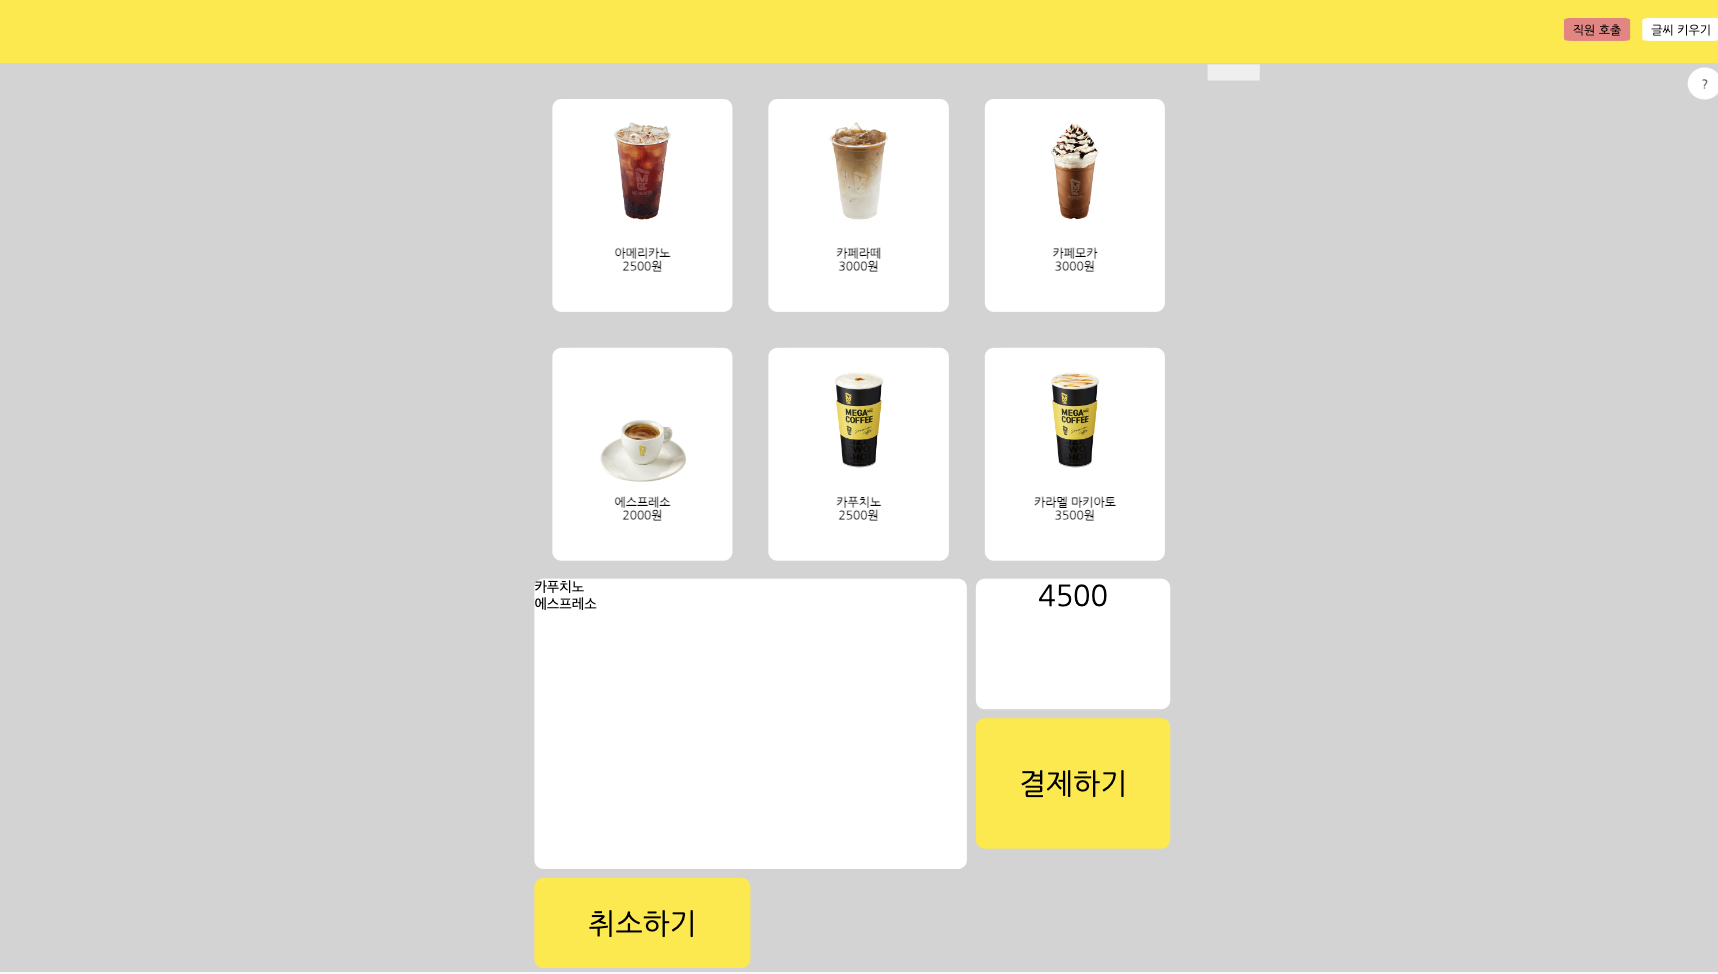 직원 호출
글씨 키우기
?
아메리카노
2500원
카페라떼
3000원
카페모카
3000원
에스프레소
2000원
MEGA
COFFEE
카푸치노
2500원
MEGA
COFFEE
카라멜 마키아토
3500원
카푸치노
에스프레소
4500
결제하기
취소하기